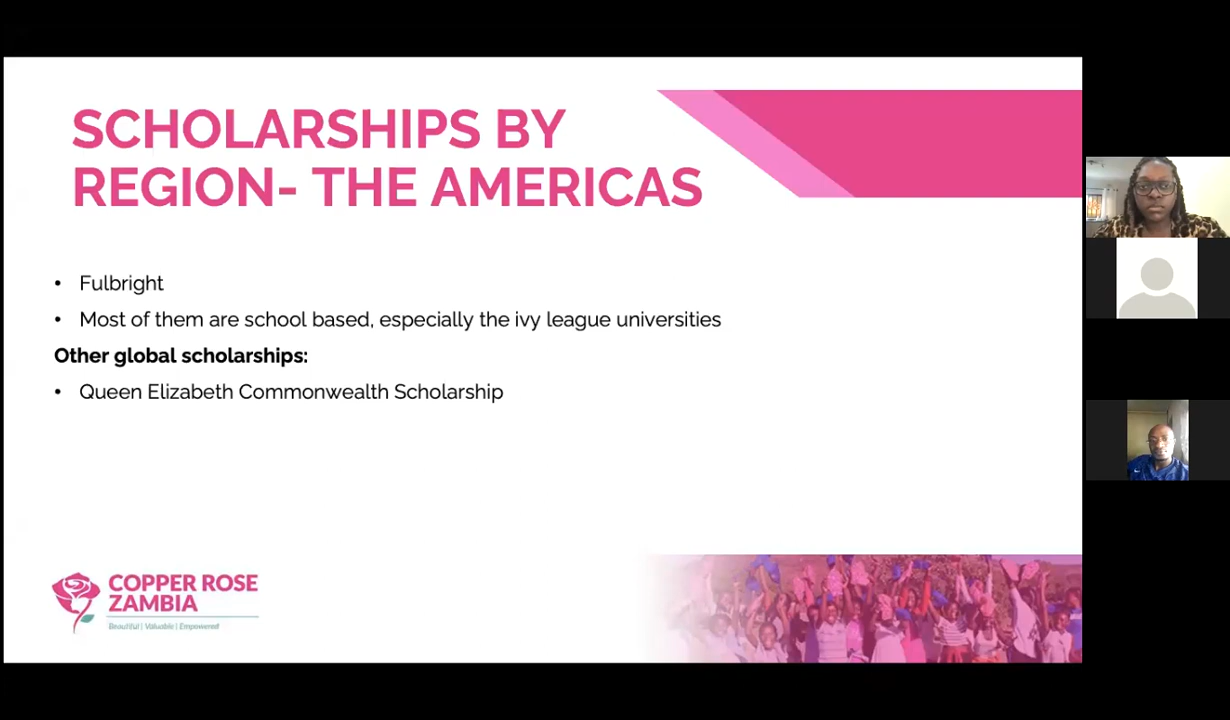 SCHOLARSHIPS BY
REGION- THE AMERICAS
• Fulbright
• Most of them are school based, especially the ivy league universities
Other global scholarships:
• Queen Elizabeth Commonwealth Scholarship
COPPER ROSE
ZAMBIA
Beautiful | Valuable | Empowered